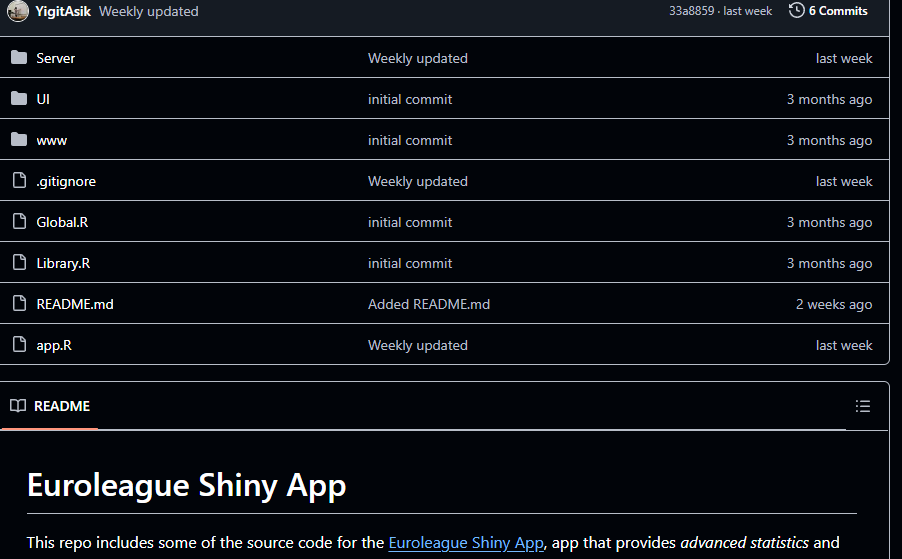 YigitAsik Weekly updated 33a8859 · last week 6 Commits
Server Weekly updated last week
UI initial commit 3 months ago
www initial commit 3 months ago
.gitignore Weekly updated last week
Global.R initial commit 3 months ago
Library.R initial commit 3 months ago
README.md Added README.md 2 weeks ago
app.R Weekly updated last week
README
Euroleague Shiny App
This repo includes some of the source code for the Euroleague Shiny App, app that provides advanced statistics and